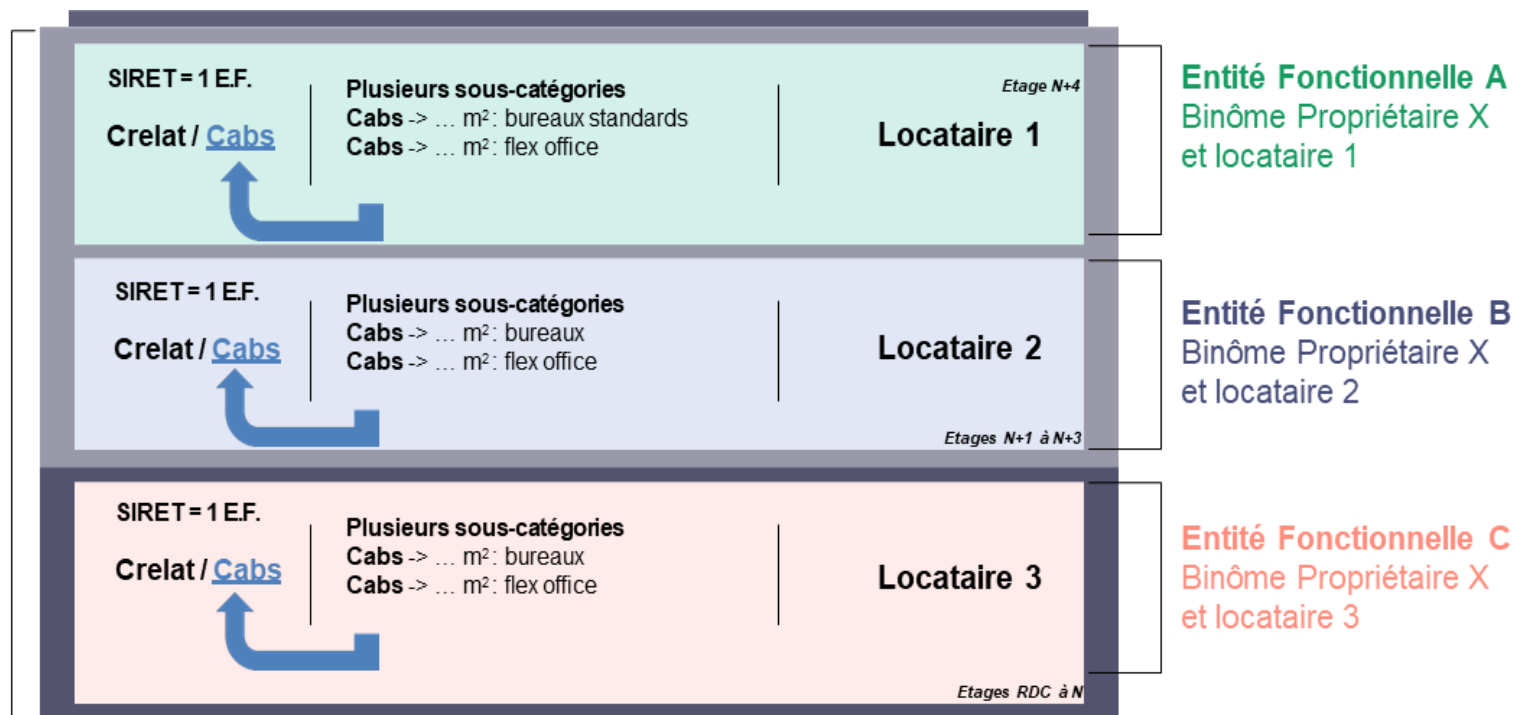 SIRET = 1 E.F.
Crelat / Cabs
Plusieurs sous-catégories
Cabs -> ... m² : bureaux standards
Cabs -> ... m² : flex office
Etage N+4
Locataire 1
Entité Fonctionnelle A
Binôme Propriétaire X
et locataire 1
SIRET = 1 E.F.
Crelat / Cabs
Plusieurs sous-catégories
Cabs -> ... m² : bureaux
Cabs -> ... m² : flex office
Locataire 2
Etages N+1 à N+3
Entité Fonctionnelle B
Binôme Propriétaire X
et locataire 2
SIRET = 1 E.F.
Crelat / Cabs
Plusieurs sous-catégories
Cabs -> ... m² : bureaux
Cabs -> ... m² : flex office
Locataire 3
Etages RDC à N
Entité Fonctionnelle C
Binôme Propriétaire X
et locataire 3